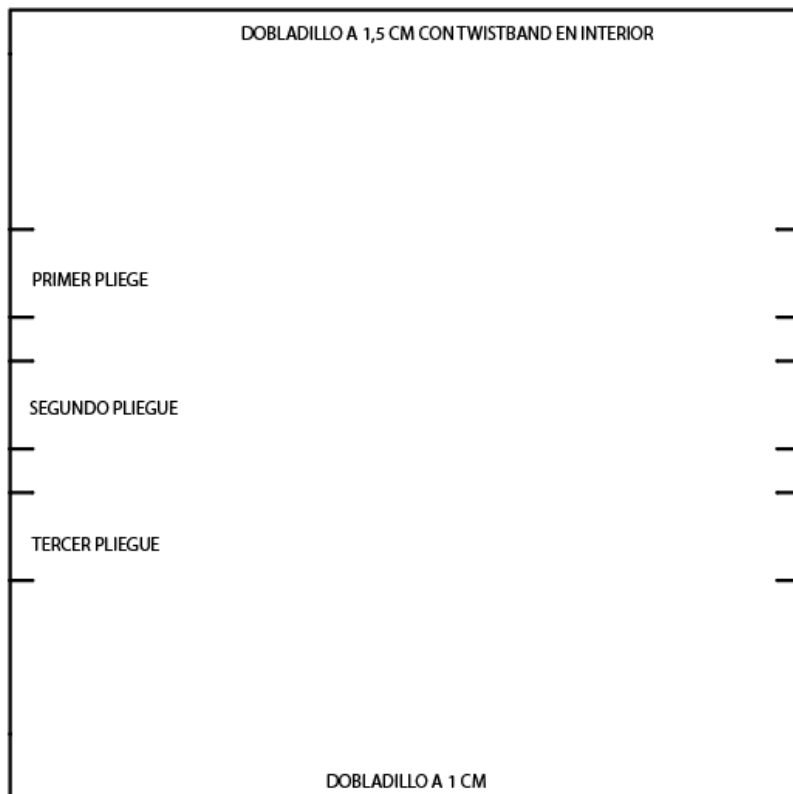 DOBLADILLO A 1,5 CM CON TWISTBAND EN INTERIOR
PRIMER PLIEGE
SEGUNDO PLIEGUE
TERCER PLIEGUE
DOBLADILLO A 1 CM